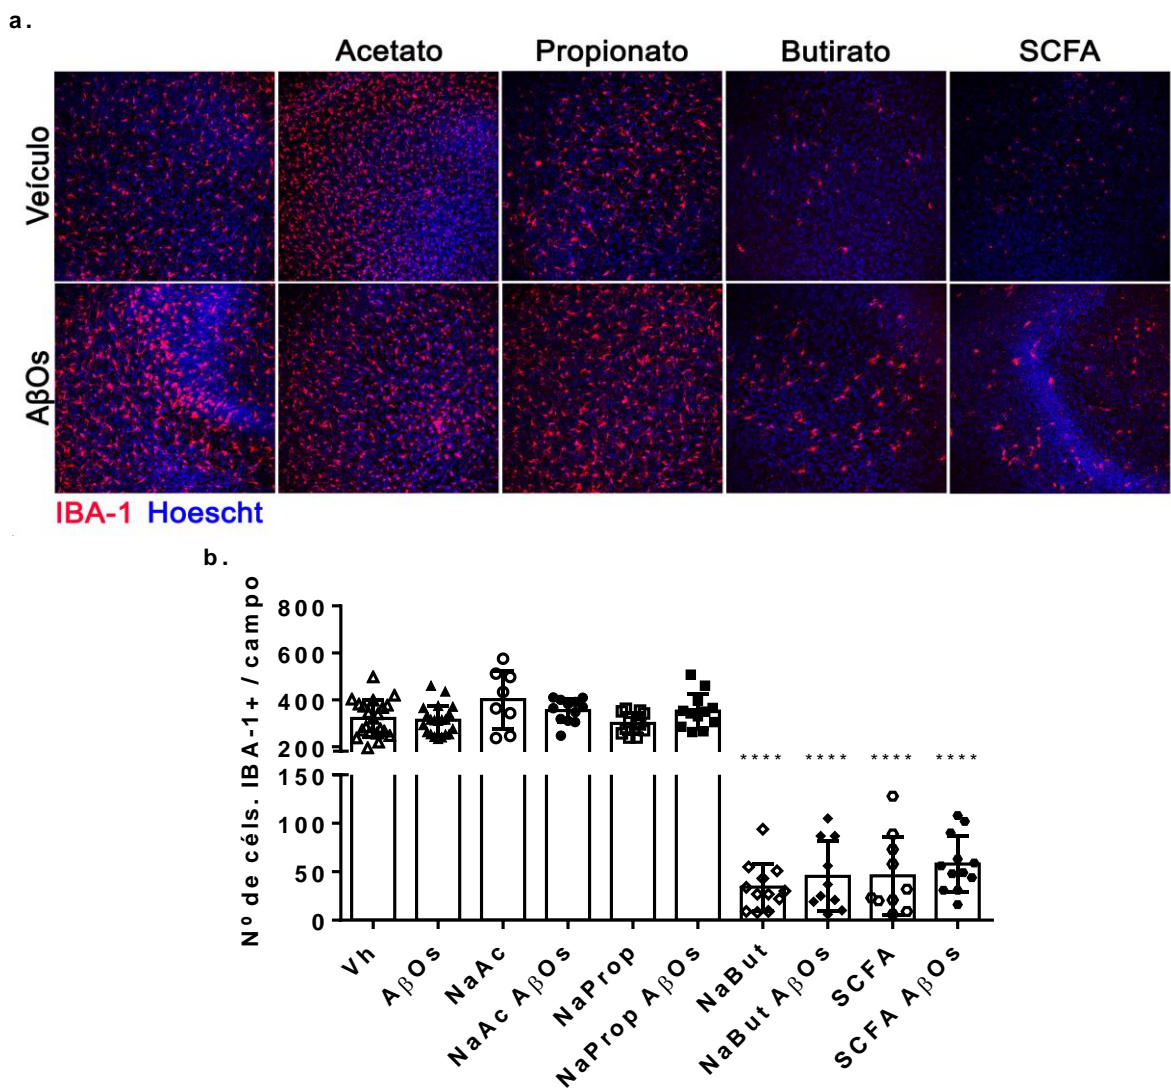 a.
Acetato Propionato Butirato SCFA
Veículo
AβOs
IBA-1 Hoescht
b.
Nº de céls. IBA-1+ / campo
800
600
400
200
150
100
50
0
**** **** **** ****
Vh
AβOs
NaAc
NaAc AβOs
NaProp
NaProp AβOs
NaBut
NaBut AβOs
SCFA
SCFA AβOs